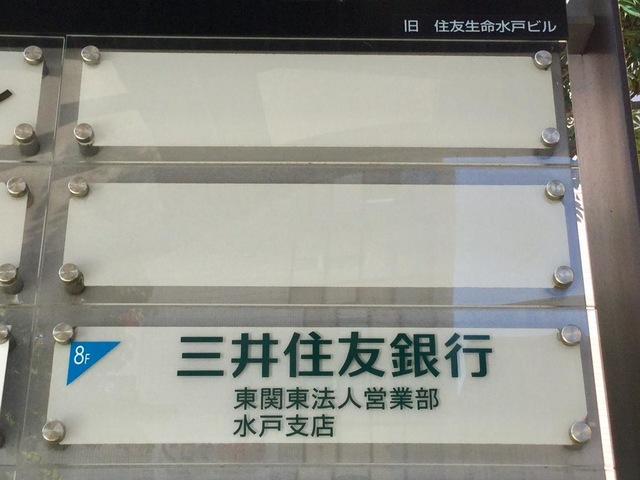 旧 住友生命水戸ビル
8F
三井住友銀行
東関東法人営業部
水戸支店